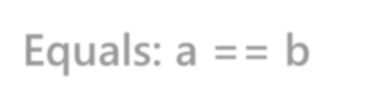 Equals: a == b